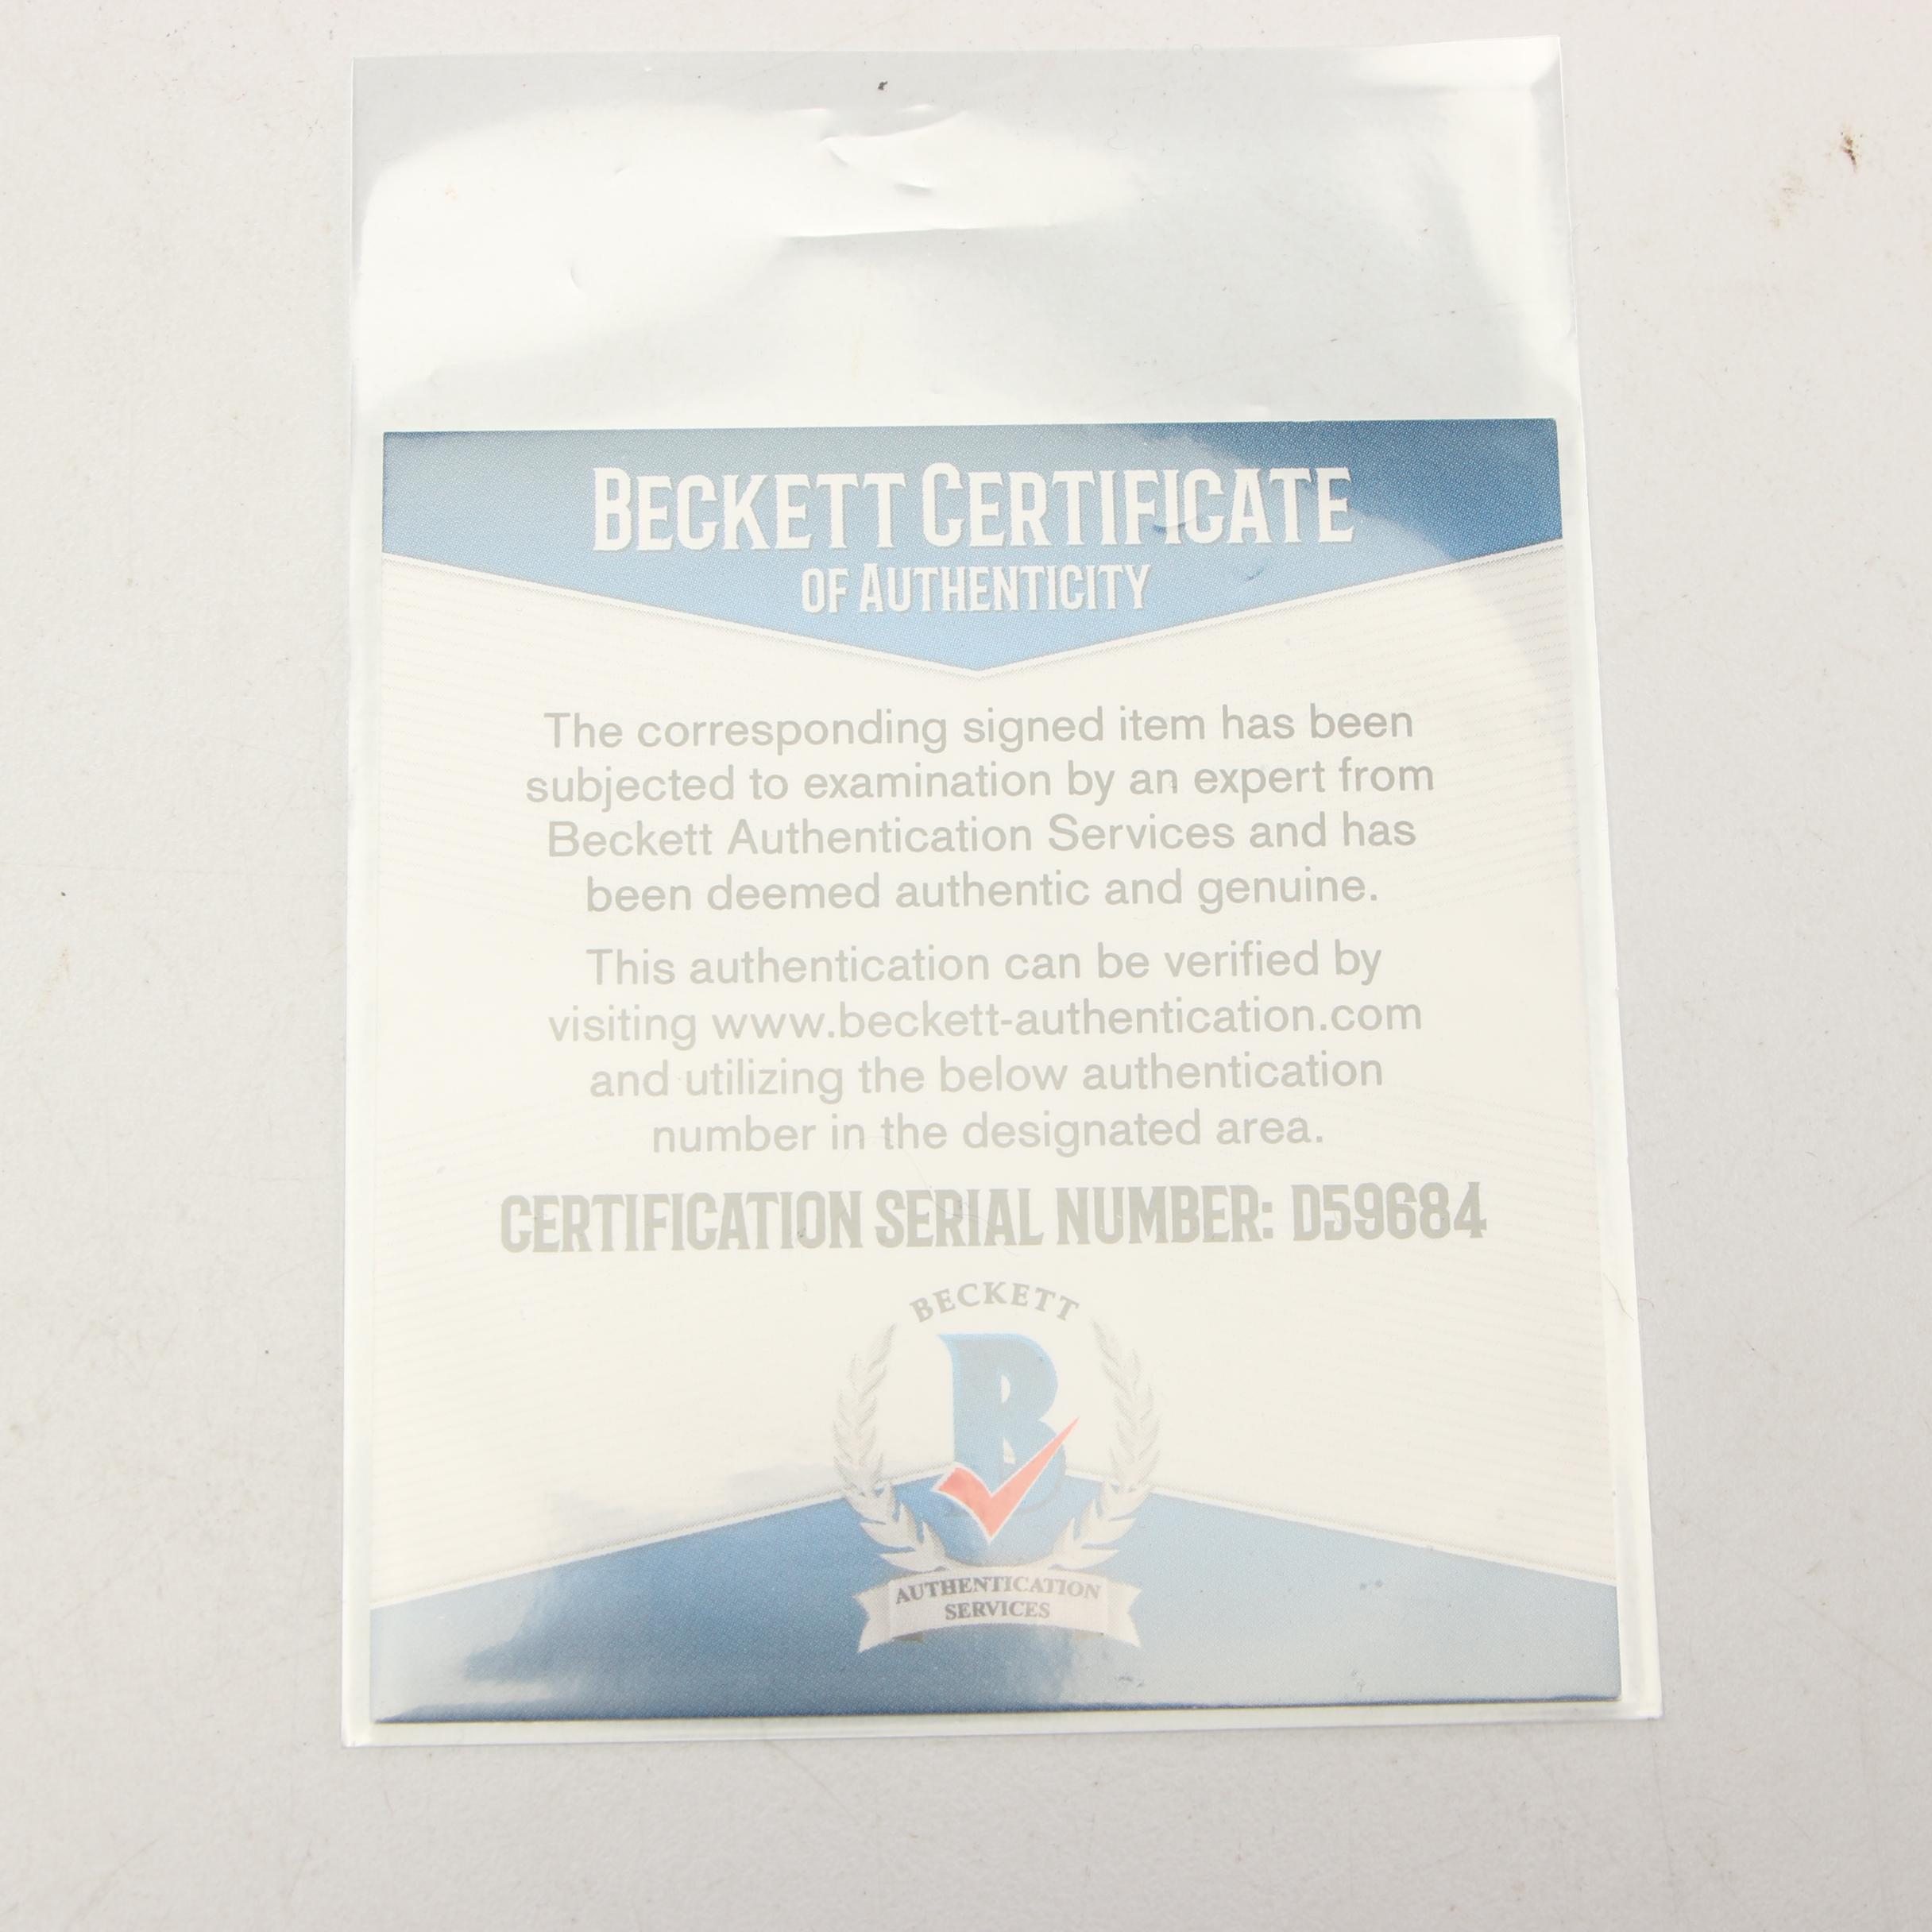 BECKETT CERTIFICATE
OF AUTHENTICITY
The corresponding signed item has been
subjected to examination by an expert from
Beckett Authentication Services and has
been deemed authentic and genuine.
This authentication can be verified by
visiting www.beckett-authentication.com
and utilizing the below authentication
number in the designated area.
CERTIFICATION SERIAL NUMBER: D59684
BECKETT
B
AUTHENTICATION
SERVICES